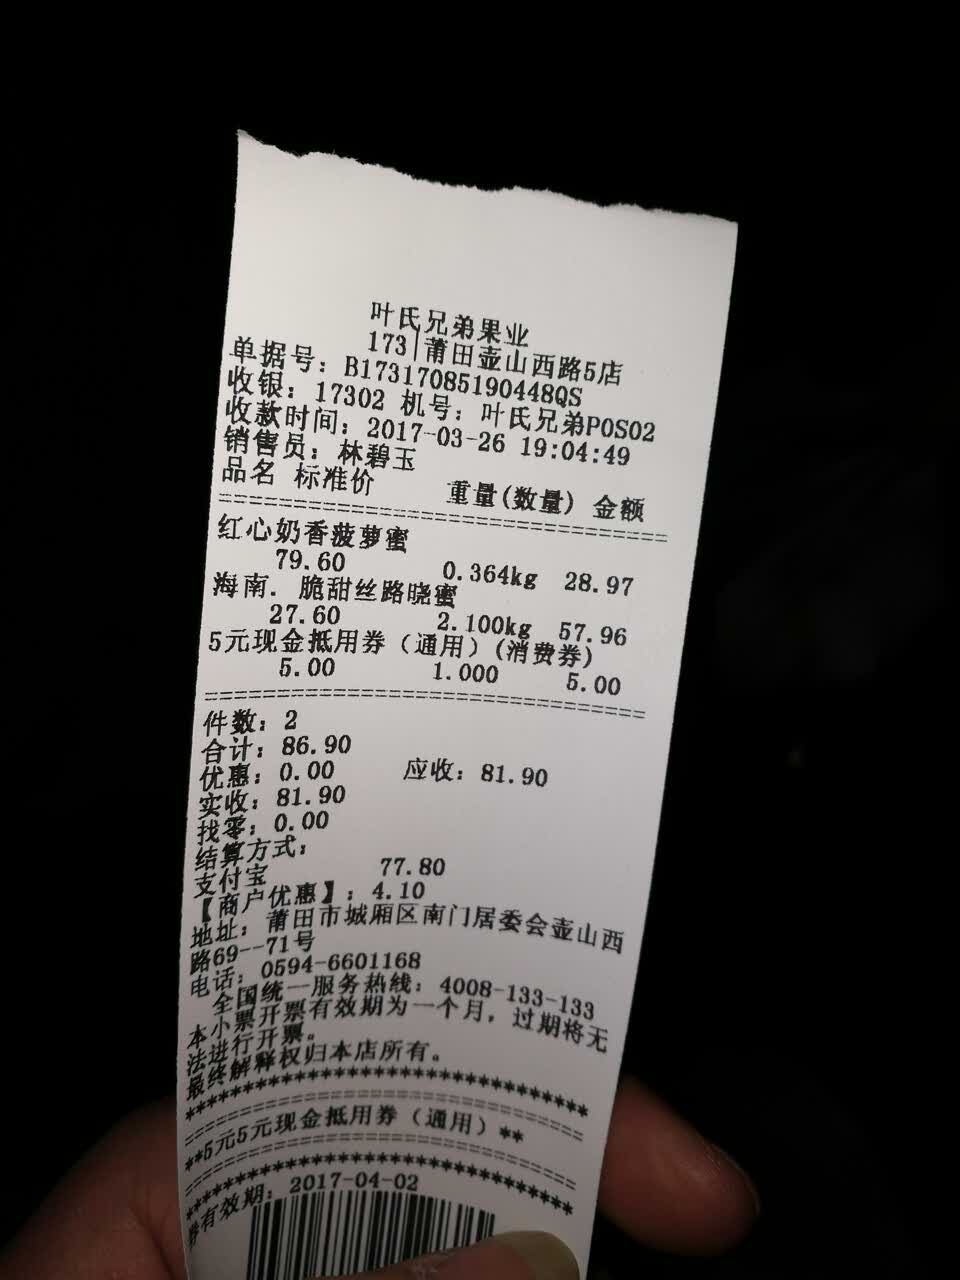 叶氏兄弟果业
173|莆田壶山西路5店
单据号：B17317085190448QS
收银：17302 机号：叶氏兄弟POS02
收款时间：2017-03-26 19:04:49
销售员：林碧玉
品名 标准价 重量(数量) 金额
红心奶香菠萝蜜
79.60 0.364kg 28.97
海南．脆甜丝路晓蜜
27.60 2.100kg 57.96
5元现金抵用券（通用）(消费券)
5.00 1.000 5.00
件数：2
合计：86.90
优惠：0.00 应收：81.90
实收：81.90
找零：0.00
结算方式：
支付宝 77.80
【商户优惠】：4.10
地址：莆田市城厢区南门居委会壶山西
路69--71号
电话：0594-6601168
全国统一服务热线：4008-133-133
本小票开票有效期为一个月，过期将无
法进行开票。
最终解释权归本店所有。
**5元5元现金抵用券（通用）**
券有效期：2017-04-02